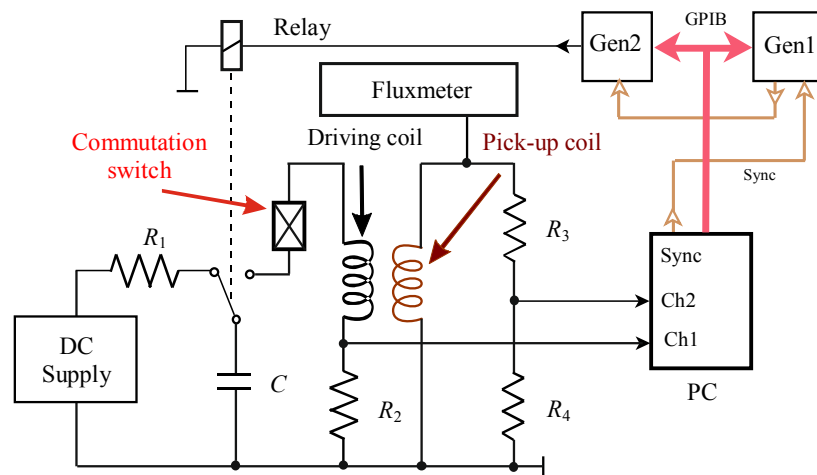 Relay
Gen2
GPIB
Gen1
Fluxmeter
Commutation
switch
Driving coil
Pick-up coil
Sync
R1
R3
Sync
Ch2
Ch1
DC
Supply
C
R2
R4
PC